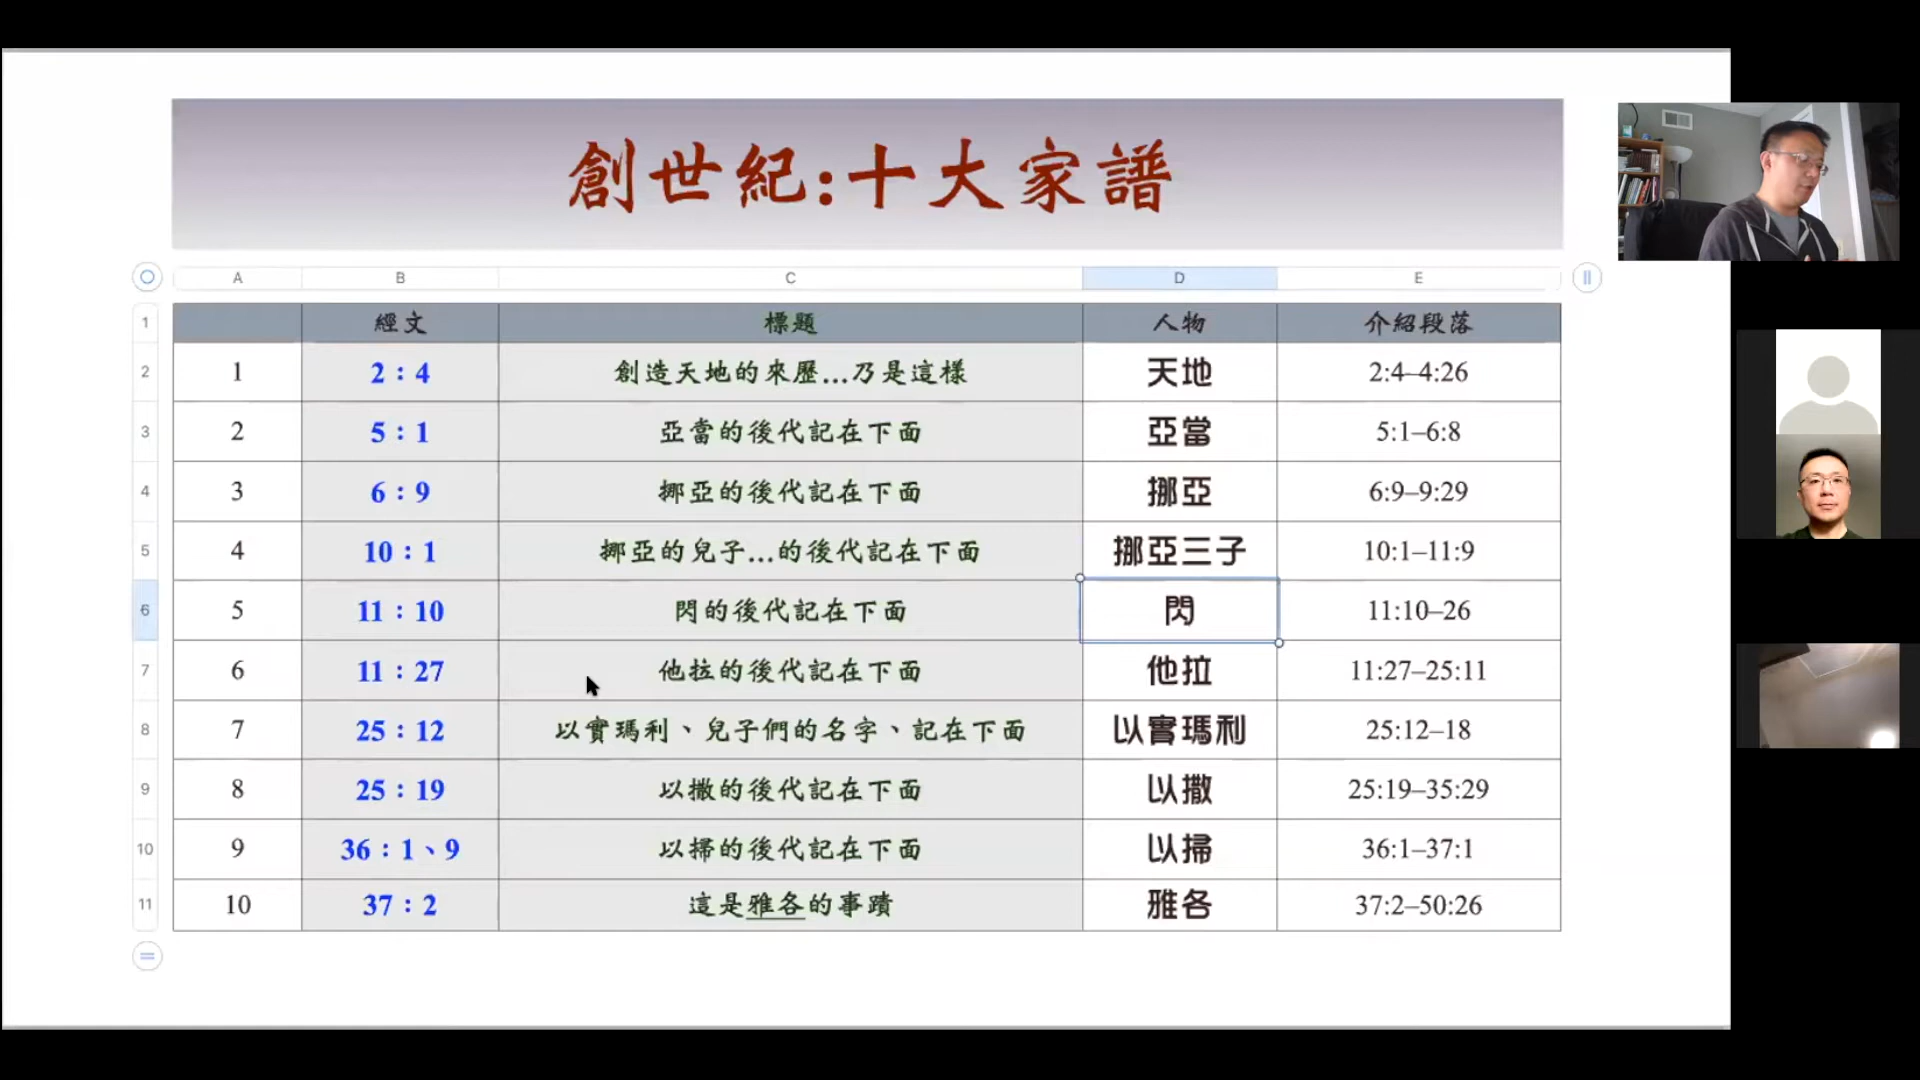 創世紀:十大家譜
A B C D E
1 經文 標題 人物 介紹段落
2 1 2:4 創造天地的來歷...乃是這樣 天地 2:4–4:26
3 2 5:1 亞當的後代記在下面 亞當 5:1–6:8
4 3 6:9 挪亞的後代記在下面 挪亞 6:9–9:29
5 4 10:1 挪亞的兒子...的後代記在下面 挪亞三子 10:1–11:9
6 5 11:10 閃的後代記在下面 閃 11:10–26
7 6 11:27 他拉的後代記在下面 他拉 11:27–25:11
8 7 25:12 以實瑪利、兒子們的名字、記在下面 以實瑪利 25:12–18
9 8 25:19 以撒的後代記在下面 以撒 25:19–35:29
10 9 36:1、9 以掃的後代記在下面 以掃 36:1–37:1
11 10 37:2 這是雅各的事蹟 雅各 37:2–50:26